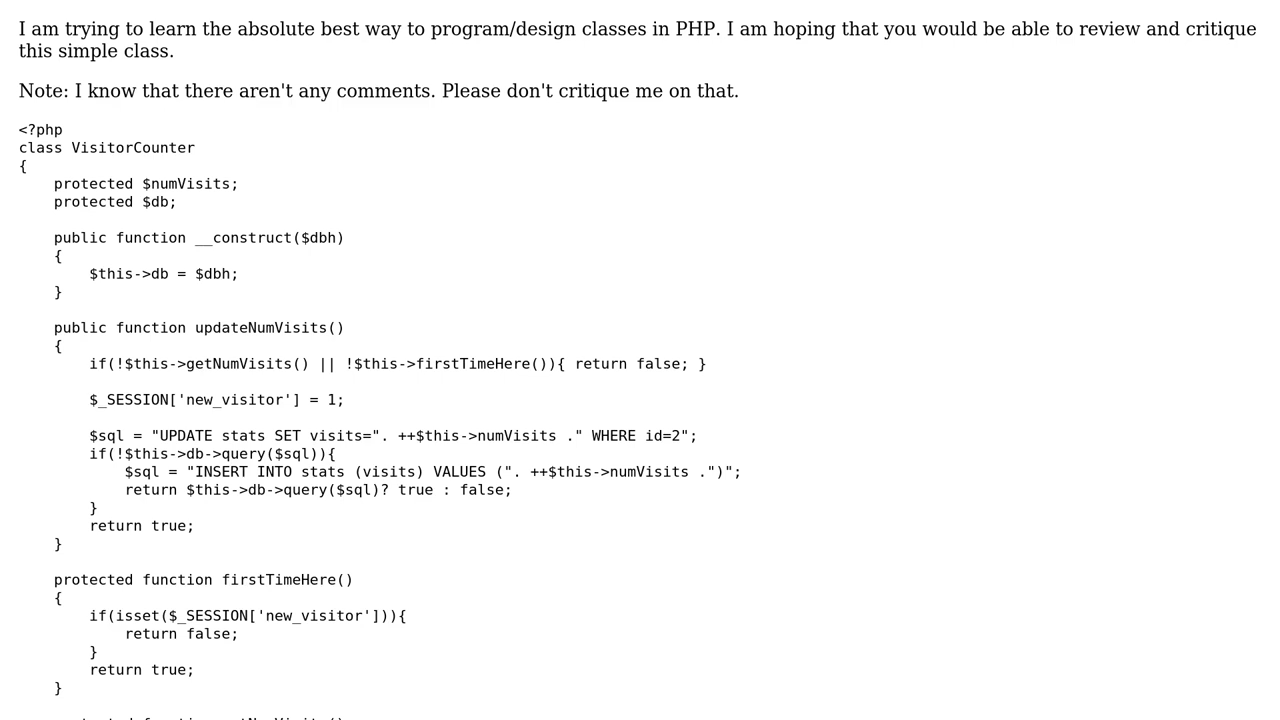 I am trying to learn the absolute best way to program/design classes in PHP. I am hoping that you would be able to review and critique
this simple class.
Note: I know that there aren't any comments. Please don't critique me on that.
<?php
class VisitorCounter
{
    protected $numVisits;
    protected $db;
    public function __construct($dbh)
    {
        $this->db = $dbh;
    }
    public function updateNumVisits()
    {
        if(!$this->getNumVisits() || !$this->firstTimeHere()){ return false; }
        $_SESSION['new_visitor'] = 1;
        $sql = "UPDATE stats SET visits=". ++$this->numVisits ." WHERE id=2";
        if(!$this->db->query($sql)){
            $sql = "INSERT INTO stats (visits) VALUES (". ++$this->numVisits .")";
            return $this->db->query($sql)? true : false;
        }
        return true;
    }
    protected function firstTimeHere()
    {
        if(isset($_SESSION['new_visitor'])){
            return false;
        }
        return true;
    }